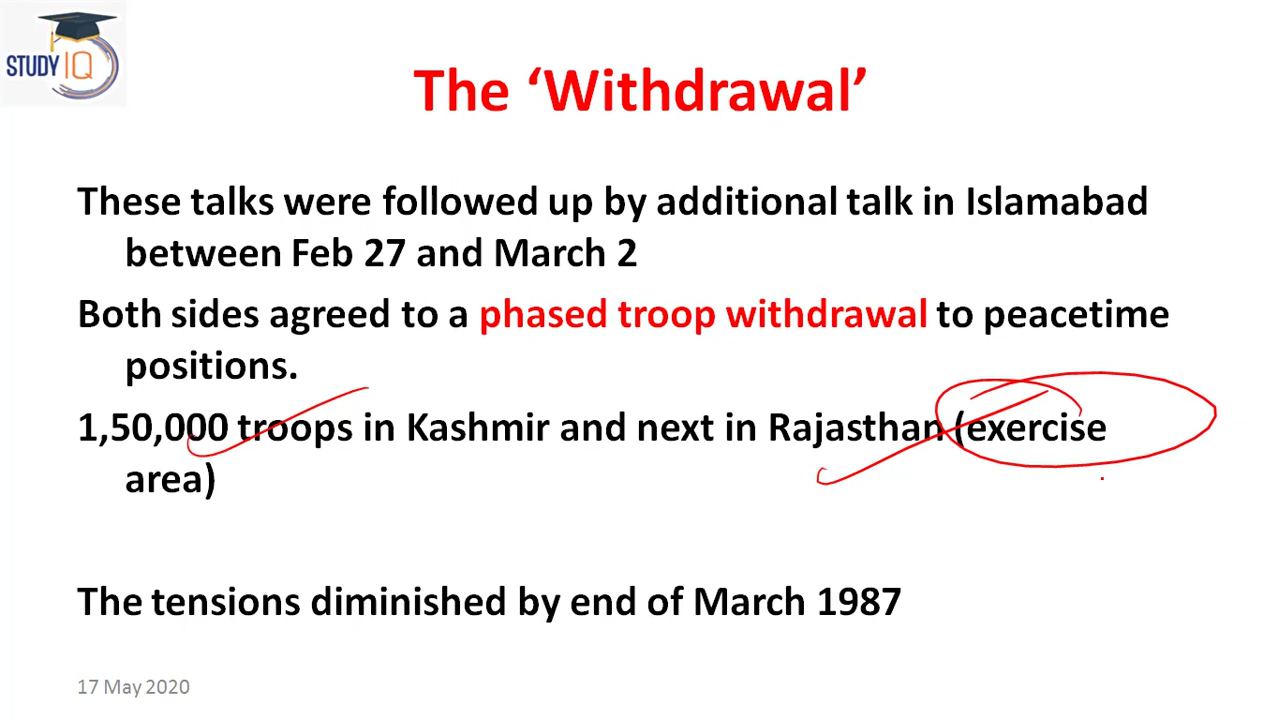 STUDY IQ
The ‘Withdrawal’
These talks were followed up by additional talk in Islamabad
between Feb 27 and March 2
Both sides agreed to a phased troop withdrawal to peacetime
positions.
1,50,000 troops in Kashmir and next in Rajasthan (exercise
area)
The tensions diminished by end of March 1987
17 May 2020